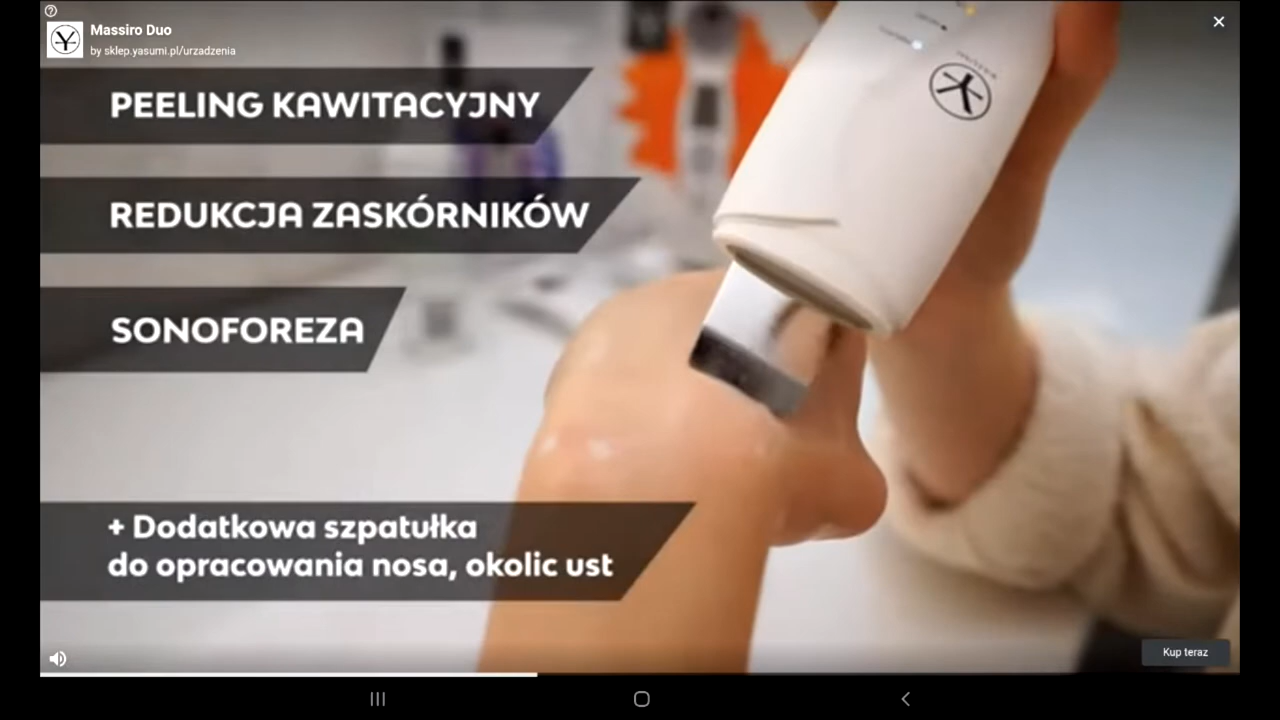 Massiro Duo
by sklep.yasumi.pl/urzadzenia
PEELING KAWITACYJNY
REDUKCJA ZASKÓRNIKÓW
SONOFOREZA
+ Dodatkowa szpatułka
do opracowania nosa, okolic ust
Kup teraz